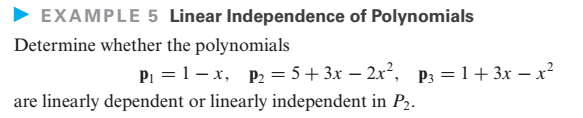 ▶ EXAMPLE 5 Linear Independence of Polynomials
Determine whether the polynomials
p₁ = 1 − x, p₂ = 5 + 3x − 2x², p₃ = 1 + 3x − x²
are linearly dependent or linearly independent in P₂.